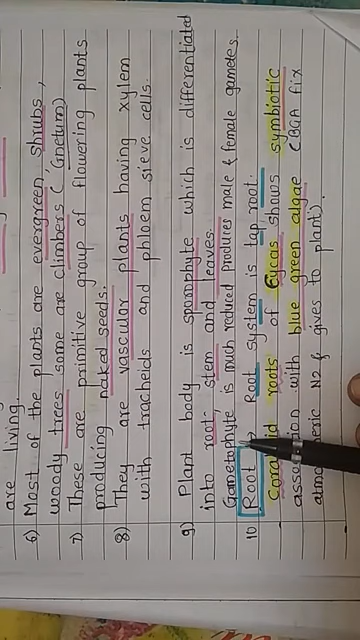 are living.
6) Most of the plants are evergreen, shrubs,
woody trees some are climbers (Gnetum)
7) These are primitive group of flowering plants
producing naked seeds.
8) They are vascular plants having xylem
with tracheids and phloem sieve cells.
9) Plant body is sporophyte which is differentiated
into root stem and leaves.
Gametophyte is much reduced produces male & female gametes.
10) Root → Root system is tap root.
Coralloid roots of Cycas shows symbiotic
association with blue green algae (BGA fix
atmospheric N2 & gives to plant)